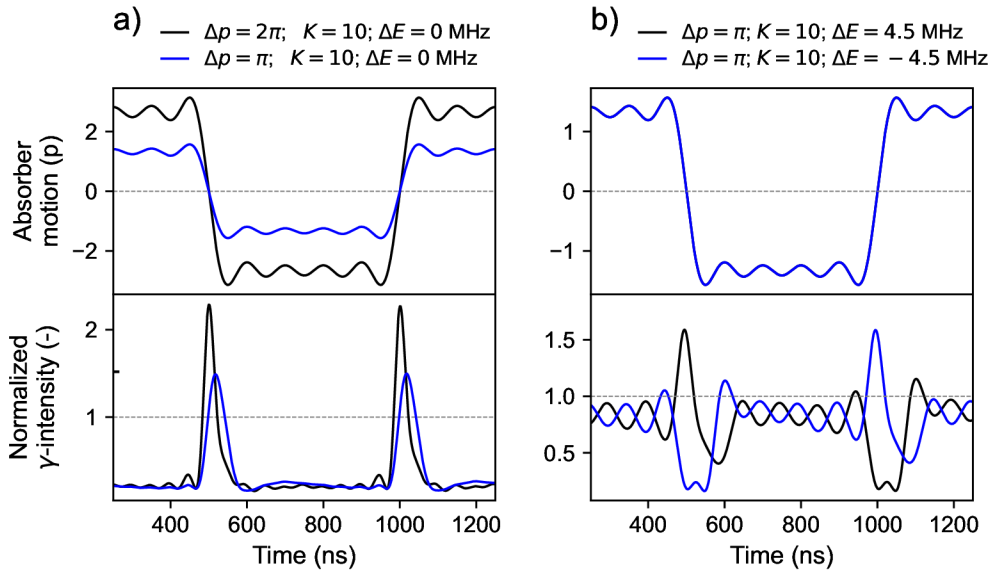 a)
Δp = 2π; K = 10; ΔE = 0 MHz
Δp = π; K = 10; ΔE = 0 MHz
b)
Δp = π; K = 10; ΔE = 4.5 MHz
Δp = π; K = 10; ΔE = − 4.5 MHz
Absorber
motion (p)
2
0
−2
1
0
−1
Normalized
γ-intensity (-)
2
1
1.5
1.0
0.5
400 600 800 1000 1200
Time (ns)
400 600 800 1000 1200
Time (ns)